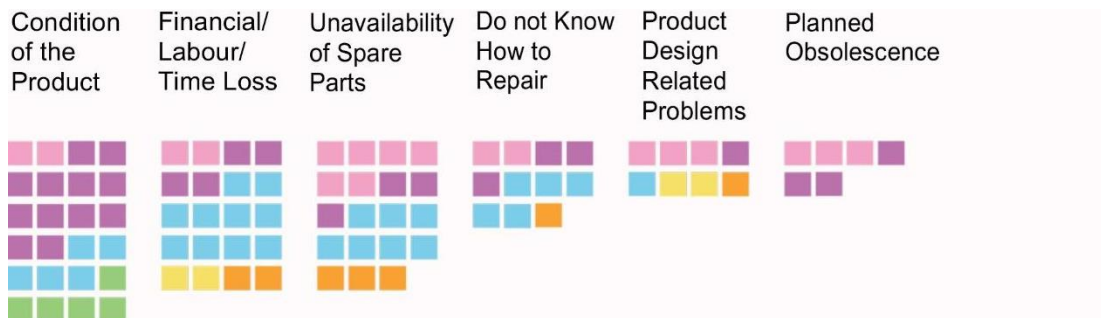 Condition
of the
Product
Financial/
Labour/
Time Loss
Unavailability
of Spare
Parts
Do not Know
How to
Repair
Product
Design
Related
Problems
Planned
Obsolescence